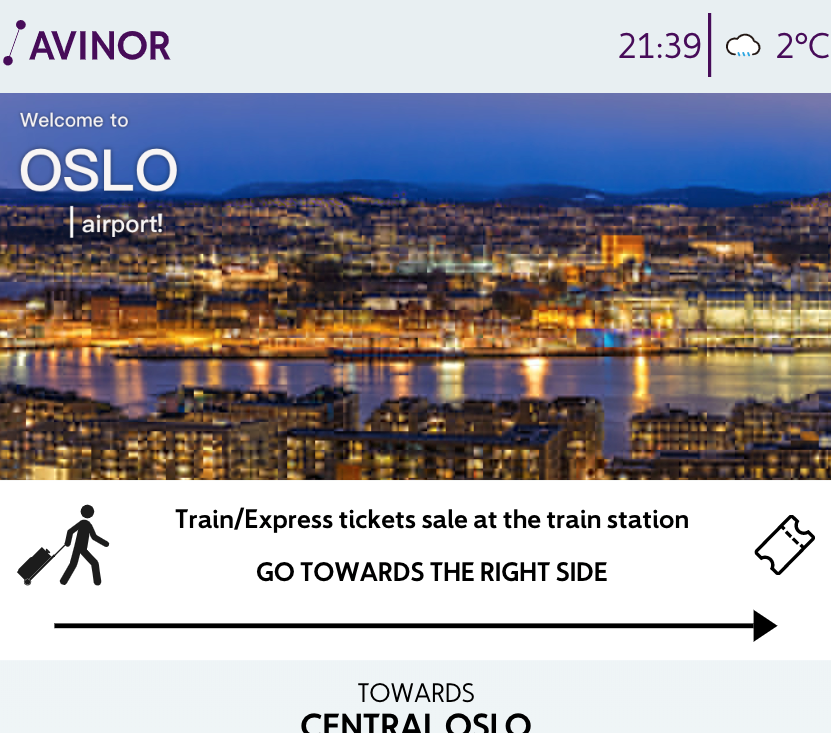 AVINOR
21:39
2°C
Welcome to
OSLO
airport!
Train/Express tickets sale at the train station
GO TOWARDS THE RIGHT SIDE
TOWARDS
CENTRAL OSLO